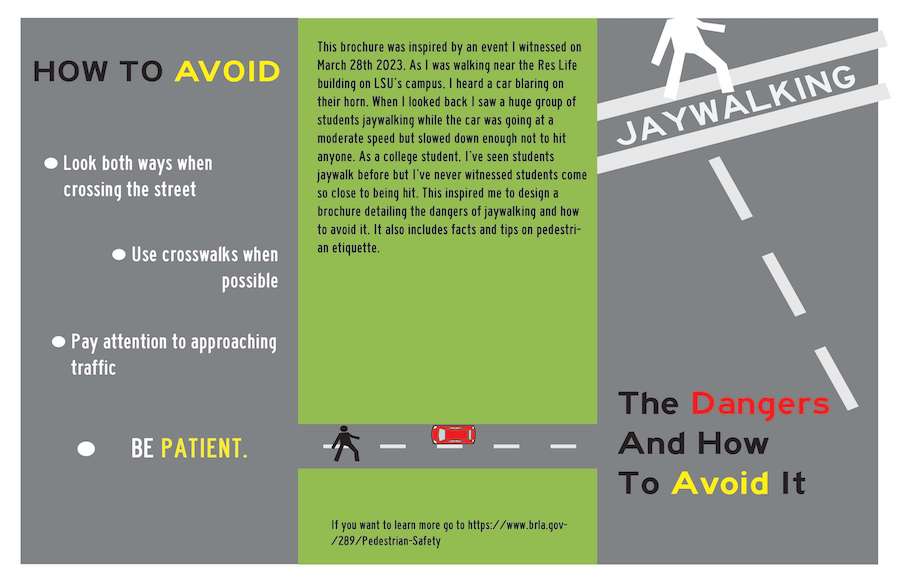 HOW TO AVOID
Look both ways when
crossing the street
Use crosswalks when
possible
Pay attention to approaching
traffic
BE PATIENT.
This brochure was inspired by an event I witnessed on
March 28th 2023. As I was walking near the Res Life
building on LSU's campus, I heard a car blaring on
their horn. When I looked back I saw a huge group of
students jaywalking while the car was going at a
moderate speed but slowed down enough not to hit
anyone. As a college student, I've seen students
jaywalk before but I've never witnessed students come
so close to being hit. This inspired me to design a
brochure detailing the dangers of jaywalking and how
to avoid it. It also includes facts and tips on pedestri-
an etiquette.
If you want to learn more go to https://www.brla.gov-
/289/Pedestrian-Safety
JAYWALKING
The Dangers
And How
To Avoid It